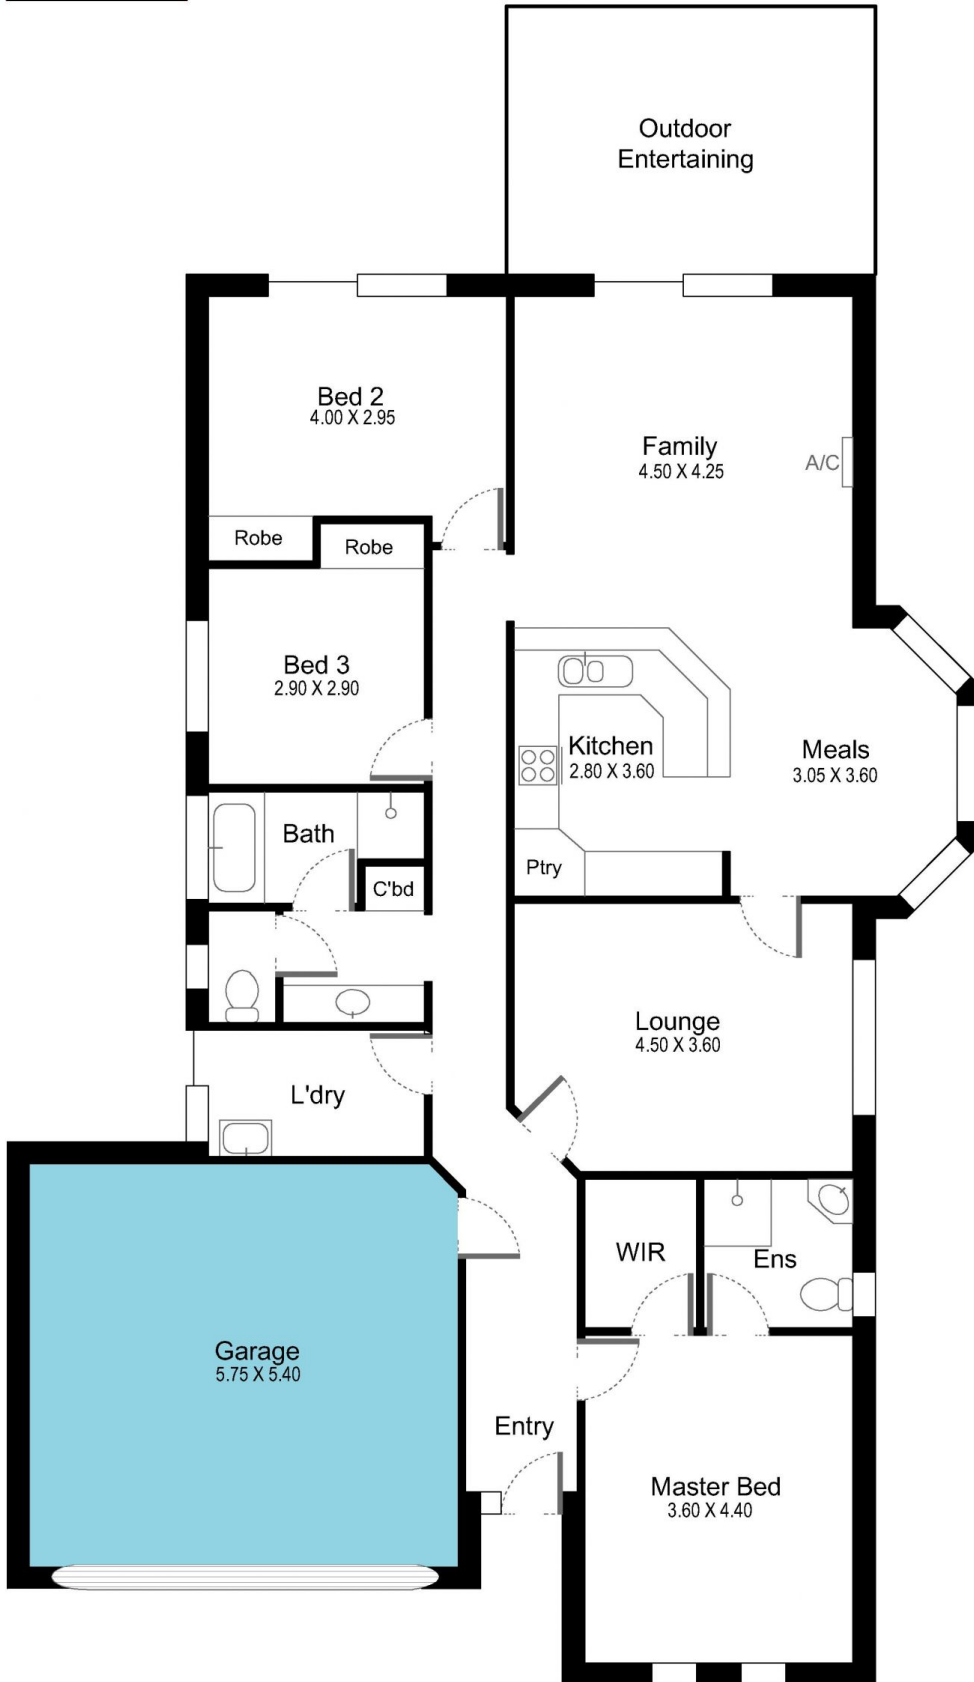 Outdoor
Entertaining
Bed 2
4.00 X 2.95
Family
4.50 X 4.25
A/C
Robe
Robe
Bed 3
2.90 X 2.90
Kitchen
2.80 X 3.60
Meals
3.05 X 3.60
Bath
Ptry
C'bd
Lounge
4.50 X 3.60
L'dry
WIR
Ens
Garage
5.75 X 5.40
Entry
Master Bed
3.60 X 4.40